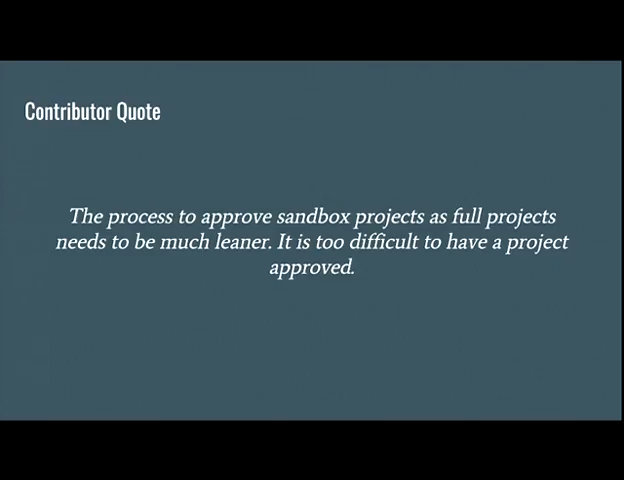 Contributor Quote
The process to approve sandbox projects as full projects
needs to be much leaner. It is too difficult to have a project
approved.